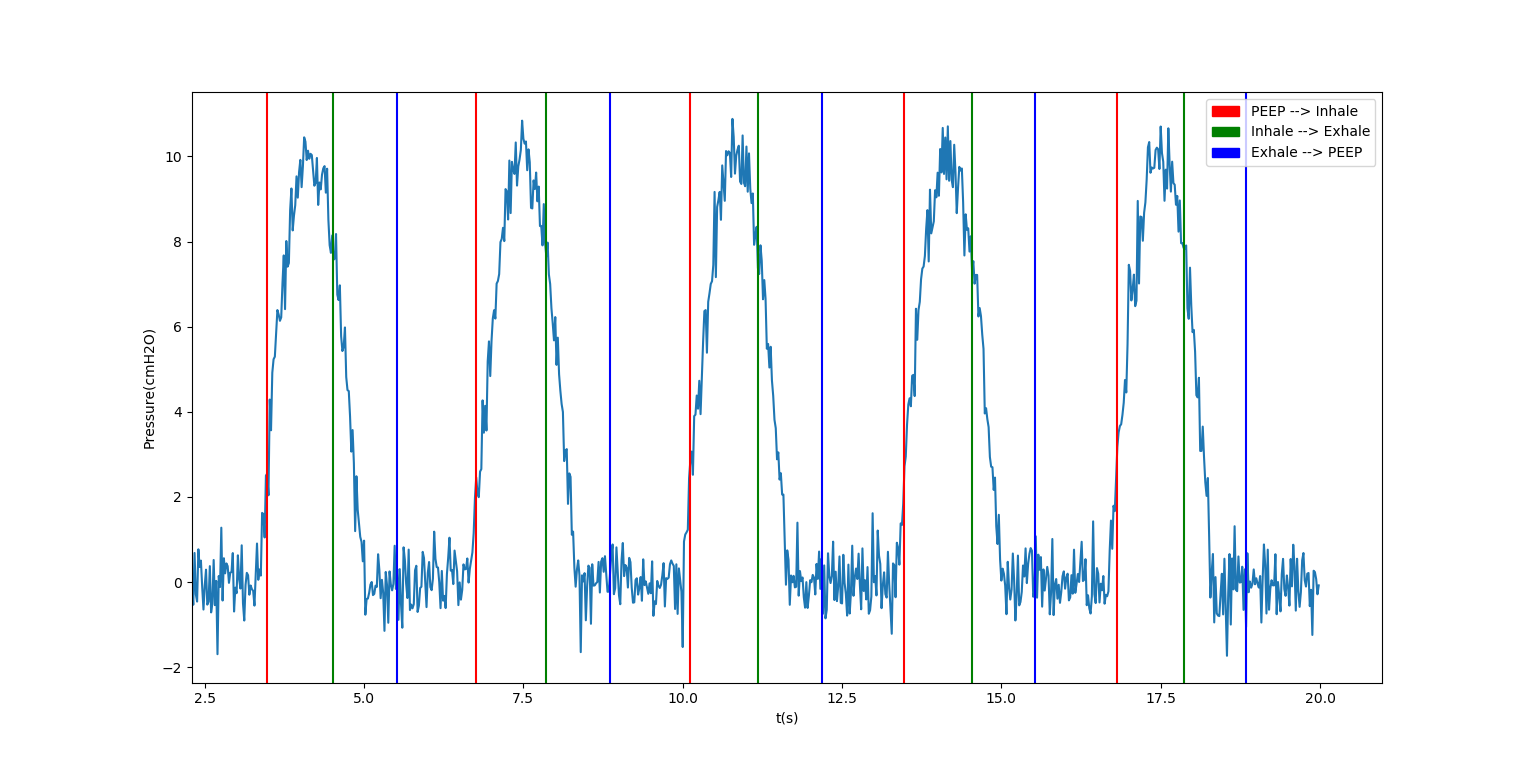 PEEP --> Inhale
Inhale --> Exhale
Exhale --> PEEP
10
8
6
4
2
0
−2
Pressure(cmH2O)
2.5 5.0 7.5 10.0 12.5 15.0 17.5 20.0
t(s)